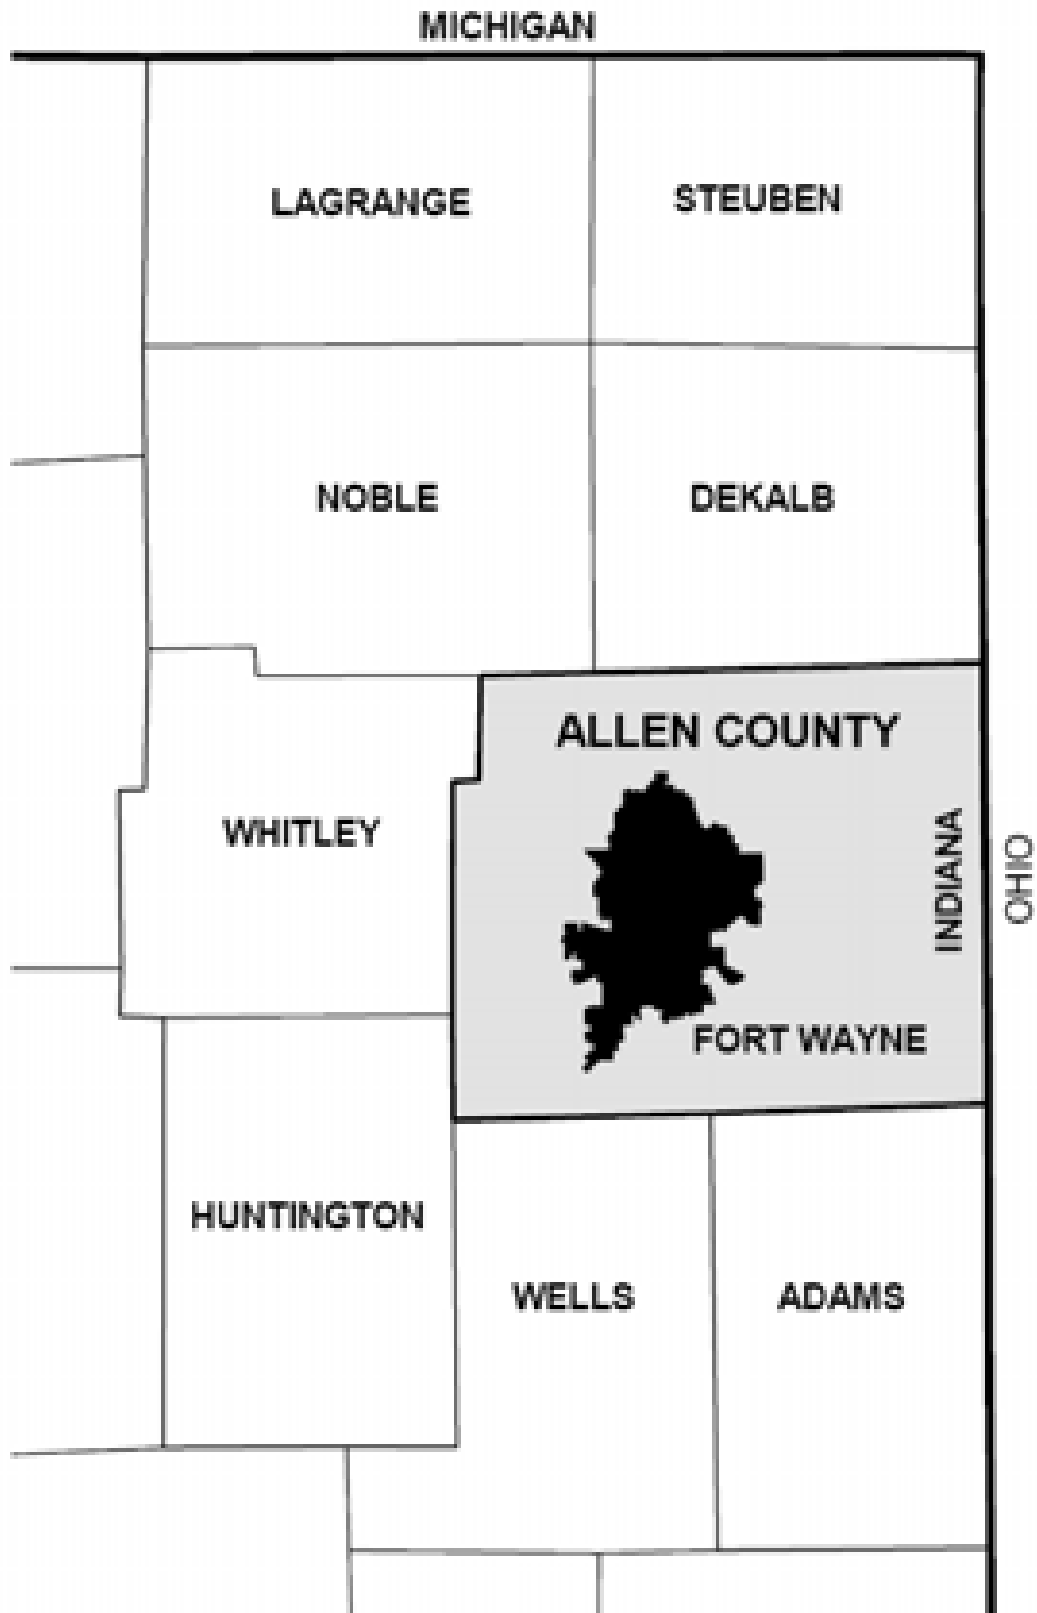 MICHIGAN
LAGRANGE
STEUBEN
NOBLE
DEKALB
ALLEN COUNTY
WHITLEY
INDIANA
OHIO
FORT WAYNE
HUNTINGTON
WELLS
ADAMS